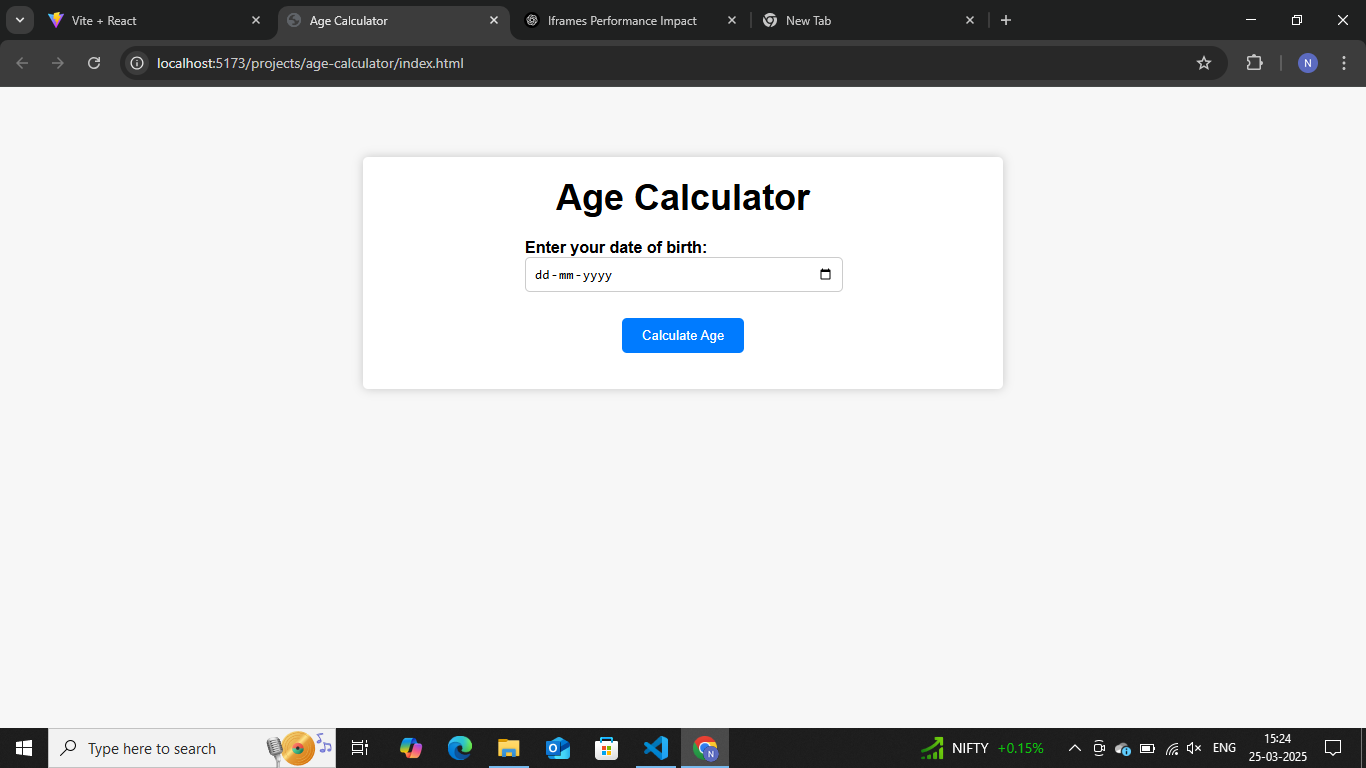 Vite + React
Age Calculator
Iframes Performance Impact
New Tab
localhost:5173/projects/age-calculator/index.html
N
Age Calculator
Enter your date of birth:
dd-mm-yyyy
Calculate Age
Type here to search
N
NIFTY +0.15%
ENG
15:24
25-03-2025